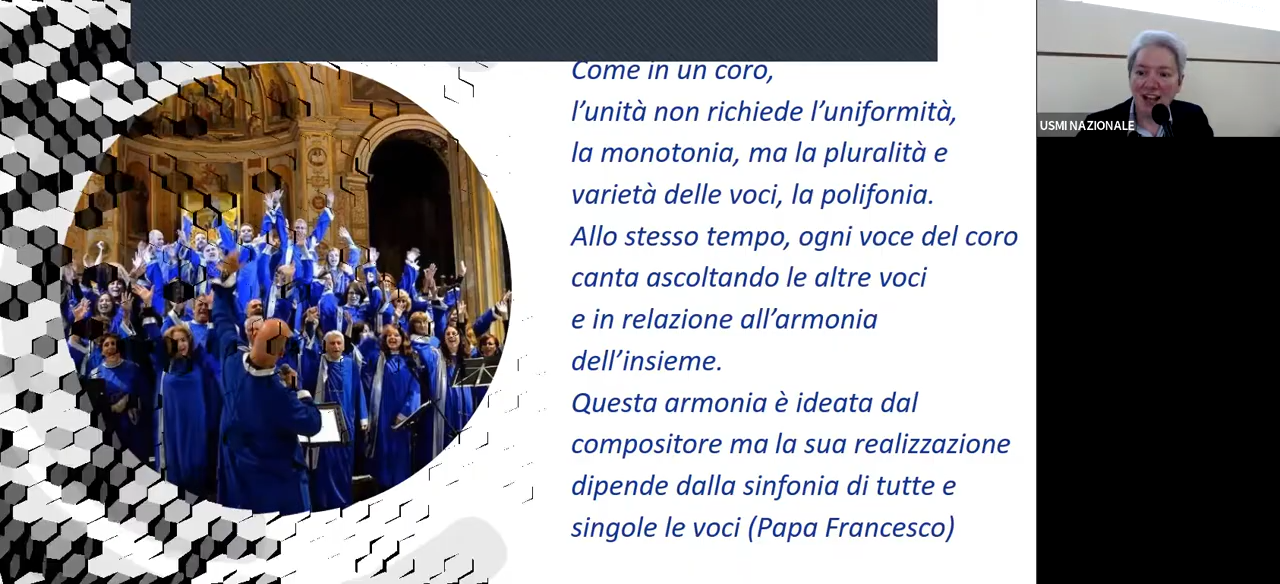 Come in un coro,
l’unità non richiede l’uniformità,
la monotonia, ma la pluralità e
varietà delle voci, la polifonia.
Allo stesso tempo, ogni voce del coro
canta ascoltando le altre voci
e in relazione all’armonia
dell’insieme.
Questa armonia è ideata dal
compositore ma la sua realizzazione
dipende dalla sinfonia di tutte e
singole le voci (Papa Francesco)
USMI NAZIONALE